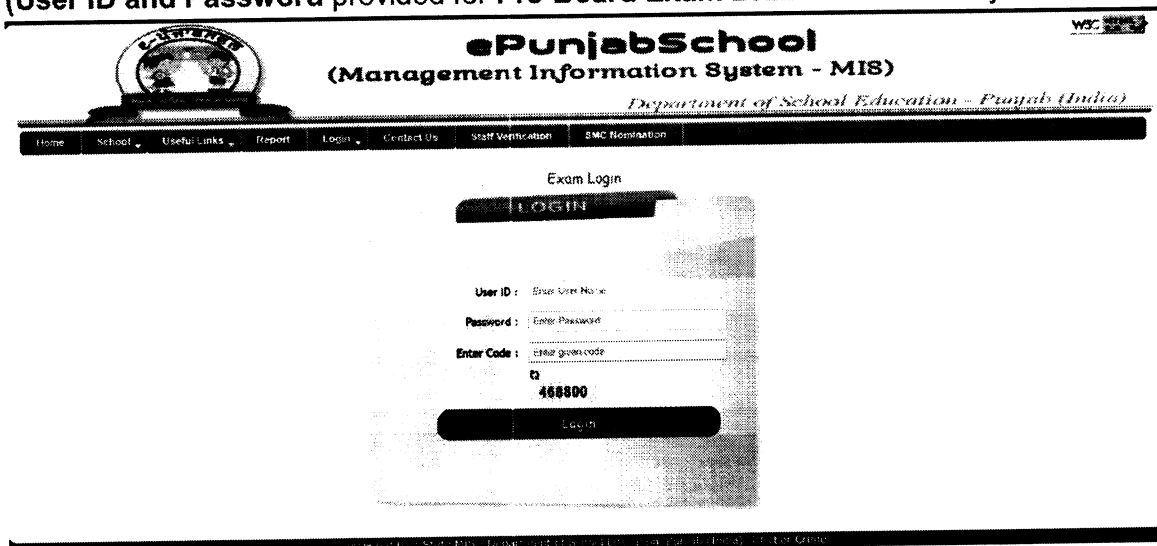 (User ID and Password provided for Pre-Board Exam
W3C
ePunjabSchool
(Management Information System - MIS)
Department of School Education - Punjab (India)
Home School Useful Links Report Login Contact Us Staff Verification SMC Nomination
Exam Login
LOGIN
User ID : Enter User Name
Password : Enter Password
Enter Code : Enter given code
468800
Login